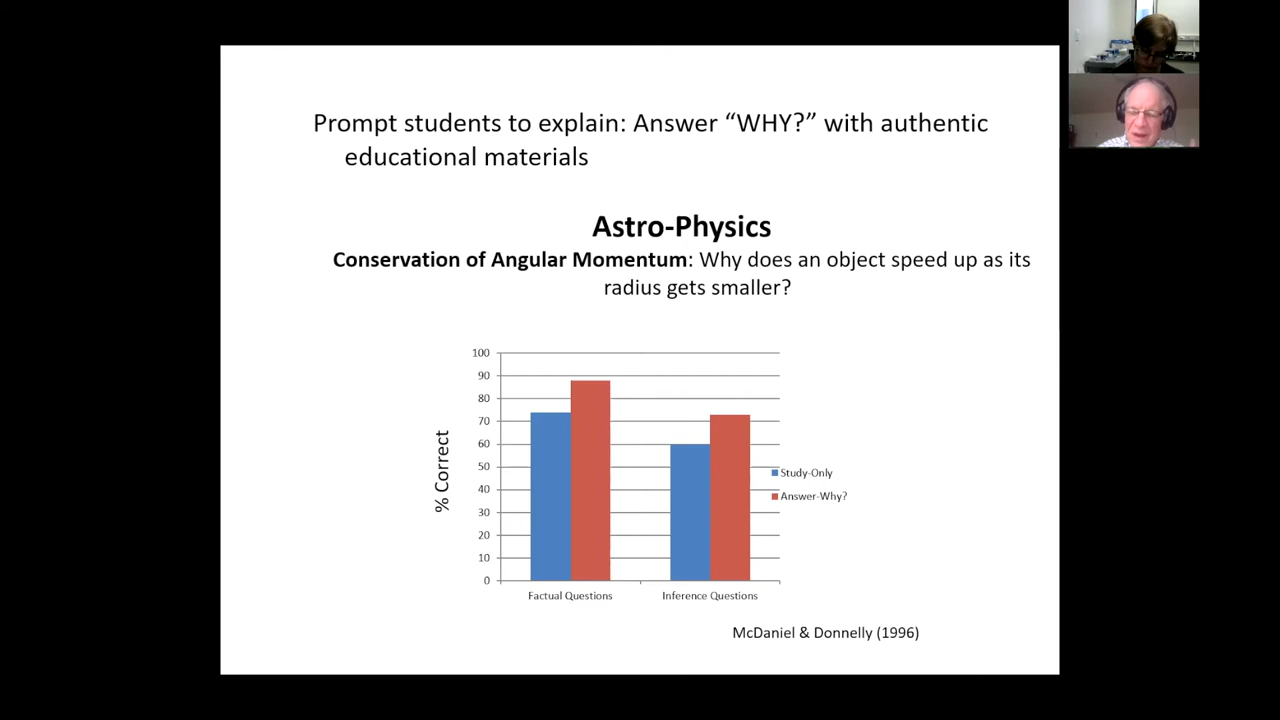 Prompt students to explain: Answer “WHY?” with authentic
educational materials
Astro-Physics
Conservation of Angular Momentum: Why does an object speed up as its
radius gets smaller?
100
90
80
70
60
50
40
30
20
10
0
% Correct
Study-Only
Answer-Why?
Factual Questions
Inference Questions
McDaniel & Donnelly (1996)